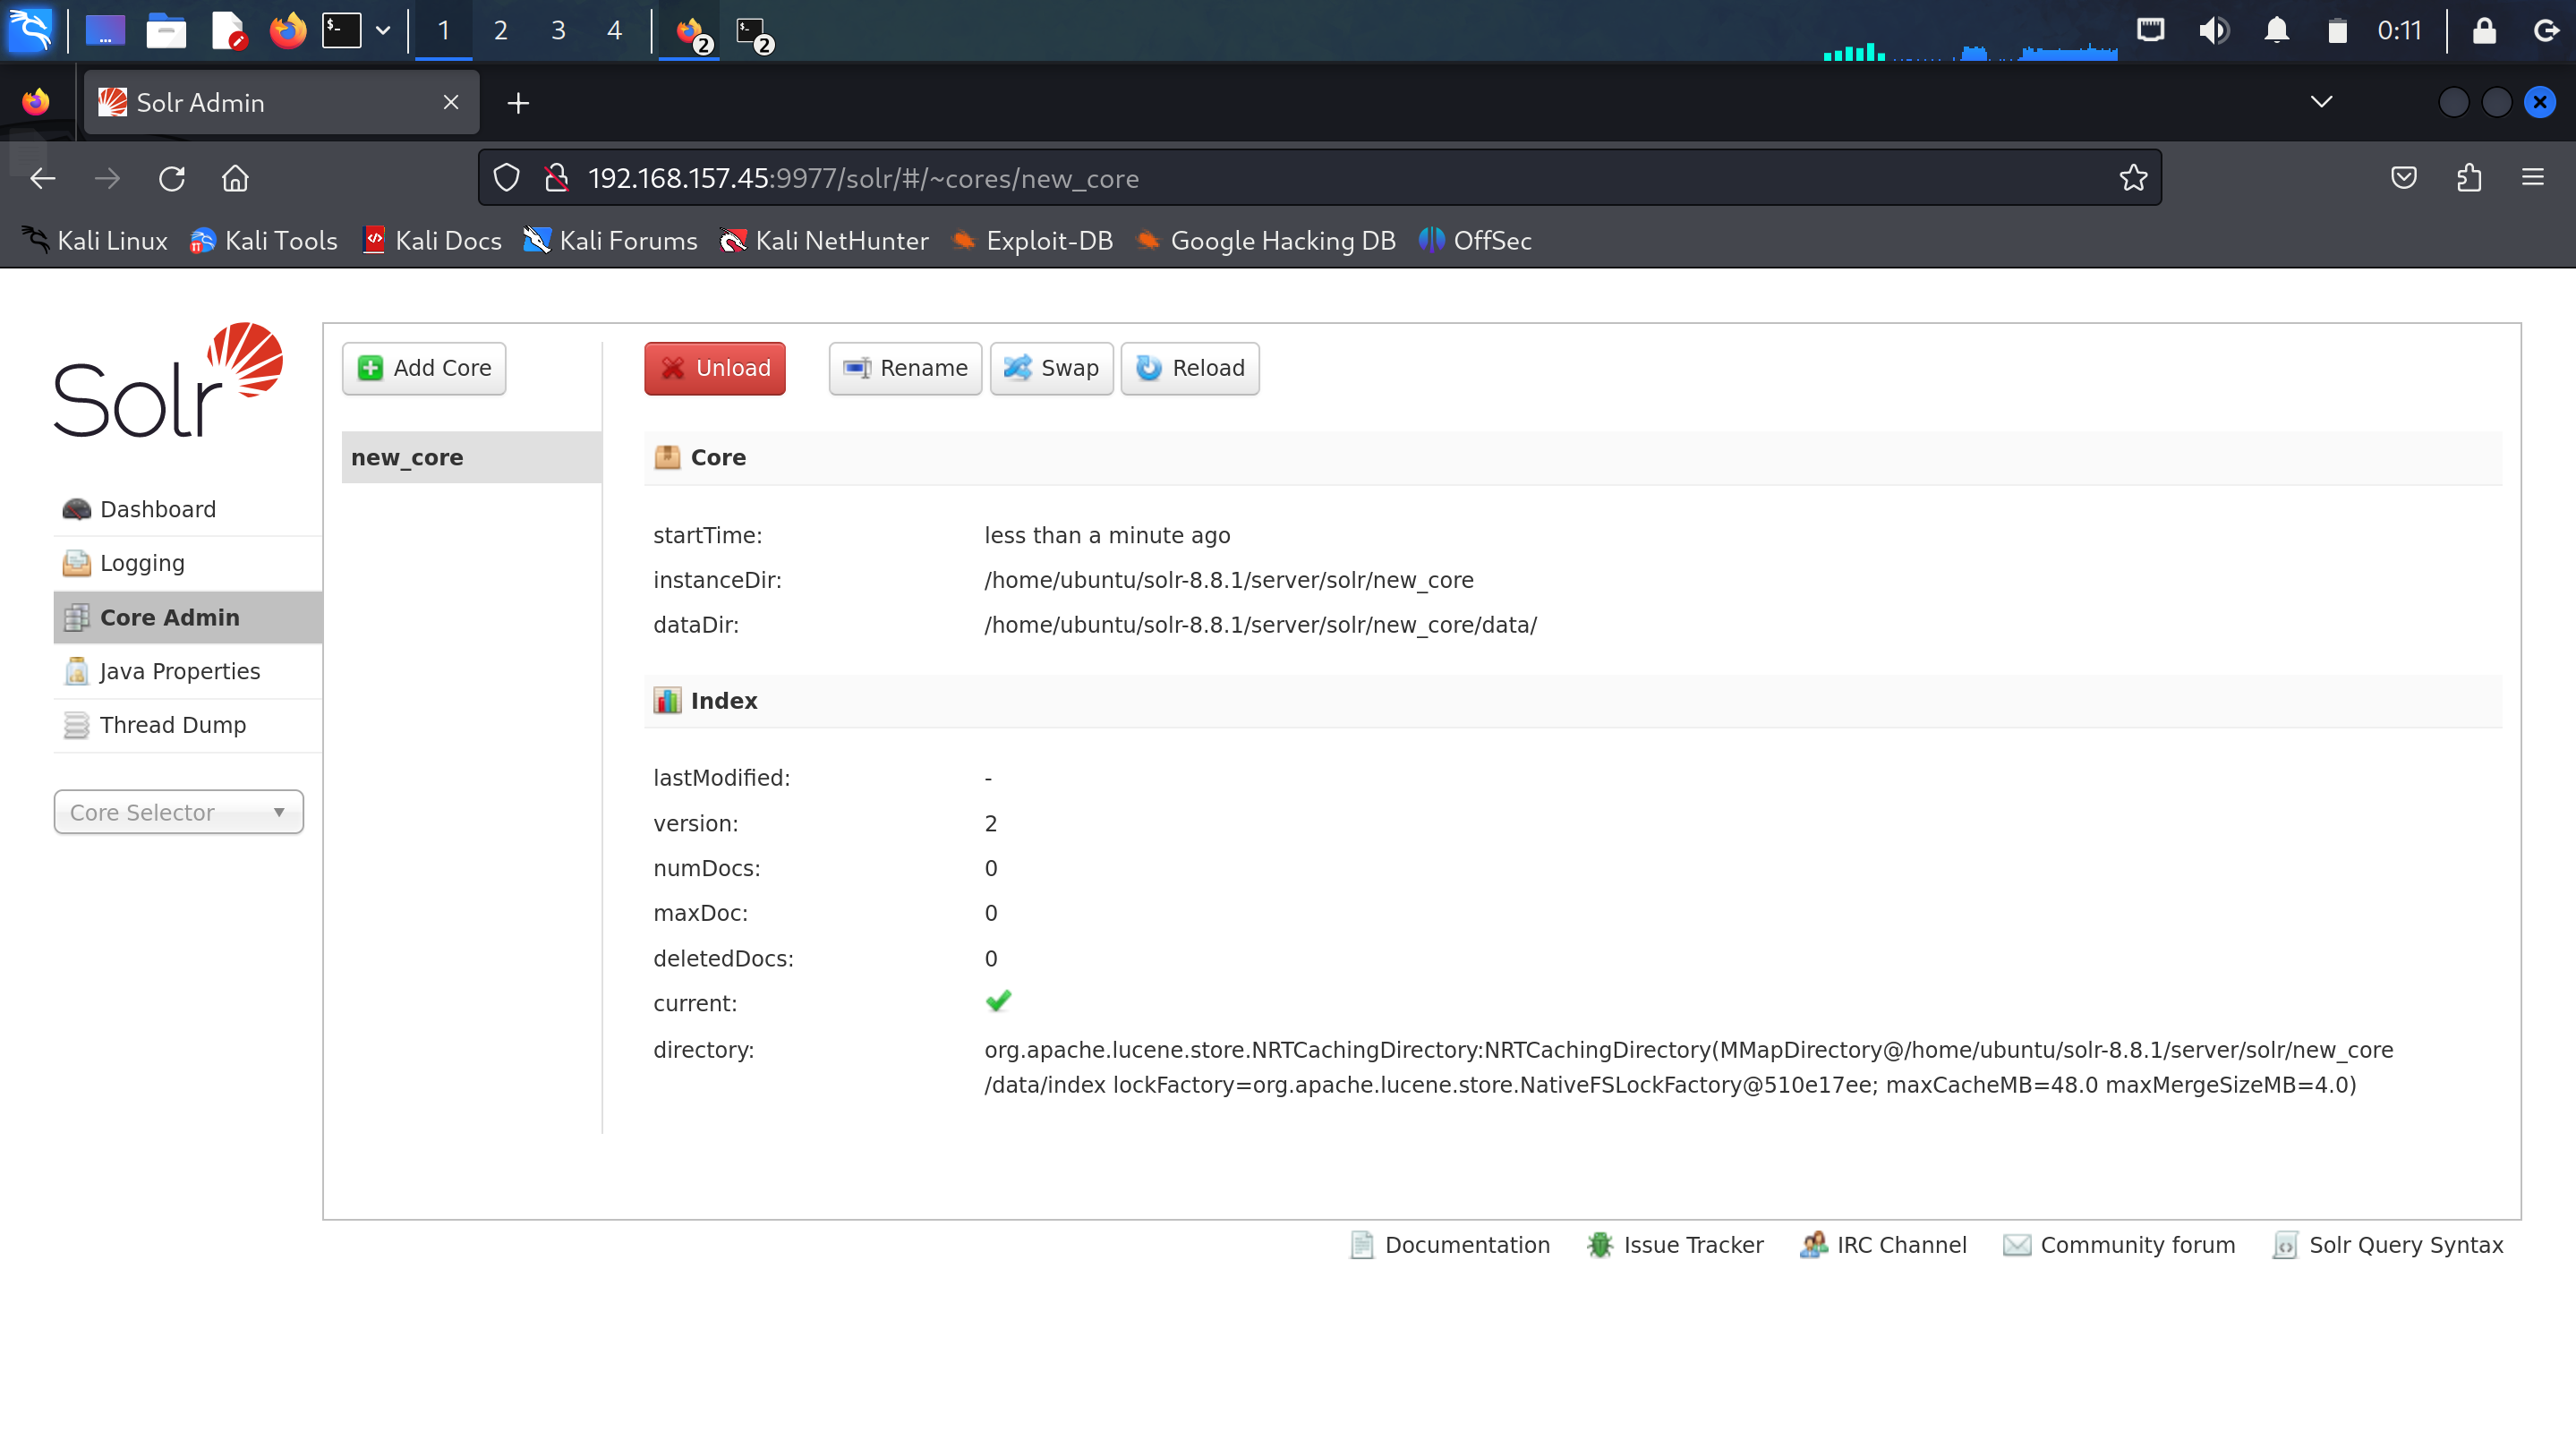 1 2 3 4 2 2 0:11
Solr Admin
192.168.157.45:9977/solr/#/~cores/new_core
Kali Linux Kali Tools Kali Docs Kali Forums Kali NetHunter Exploit-DB Google Hacking DB OffSec
Solr
Add Core Unload Rename Swap Reload
new_core
Core
Dashboard
Logging
Core Admin
Java Properties
Thread Dump
Core Selector
startTime: less than a minute ago
instanceDir: /home/ubuntu/solr-8.8.1/server/solr/new_core
dataDir: /home/ubuntu/solr-8.8.1/server/solr/new_core/data/
Index
lastModified: -
version: 2
numDocs: 0
maxDoc: 0
deletedDocs: 0
current:
directory: org.apache.lucene.store.NRTCachingDirectory:NRTCachingDirectory(MMapDirectory@/home/ubuntu/solr-8.8.1/server/solr/new_core
/data/index lockFactory=org.apache.lucene.store.NativeFSLockFactory@510e17ee; maxCacheMB=48.0 maxMergeSizeMB=4.0)
Documentation Issue Tracker IRC Channel Community forum Solr Query Syntax